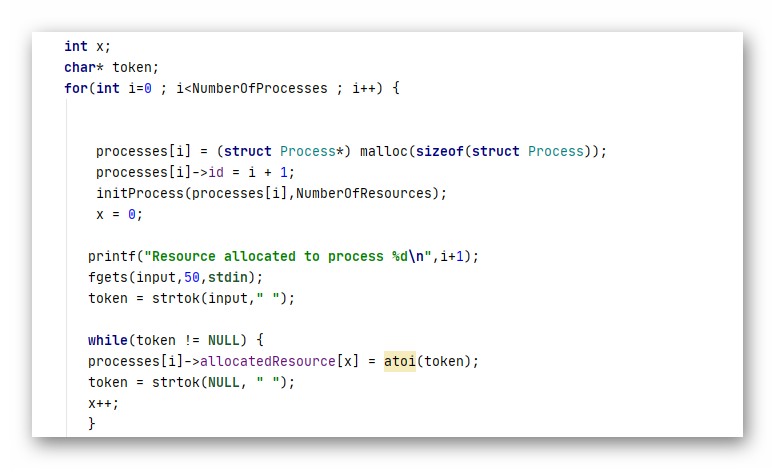 int x;
char* token;
for(int i=0 ; i<NumberOfProcesses ; i++) {
processes[i] = (struct Process*) malloc(sizeof(struct Process));
processes[i]->id = i + 1;
initProcess(processes[i],NumberOfResources);
x = 0;
printf("Resource allocated to process %d\n",i+1);
fgets(input,50,stdin);
token = strtok(input," ");
while(token != NULL) {
processes[i]->allocatedResource[x] = atoi(token);
token = strtok(NULL, " ");
x++;
}